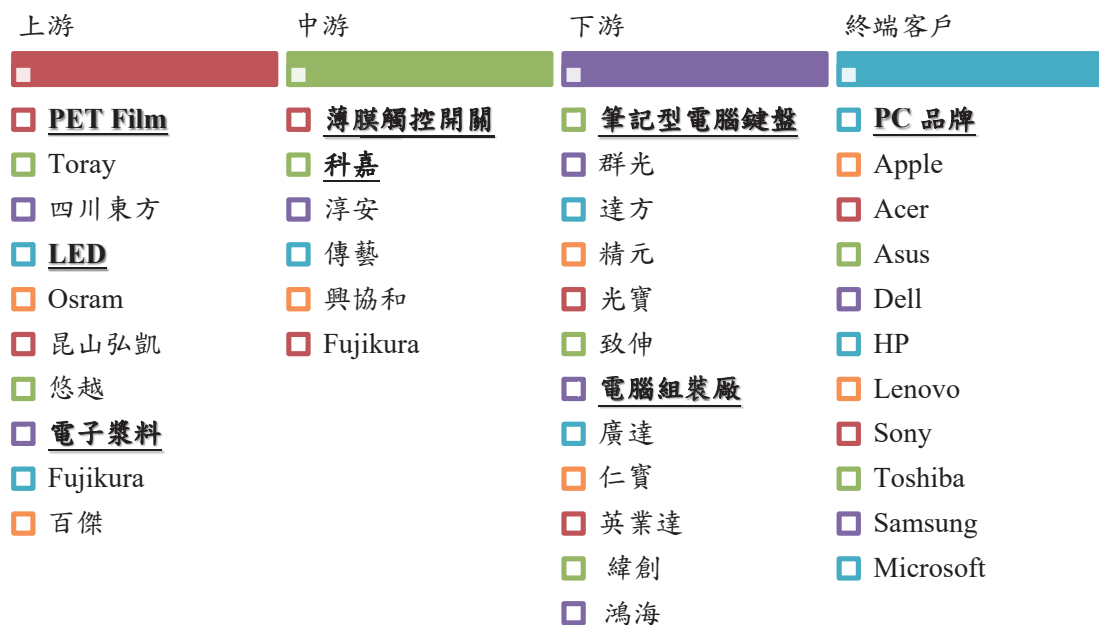 上游
PET Film
Toray
四川東方
LED
Osram
昆山弘凱
悠越
電子漿料
Fujikura
百傑
中游
薄膜觸控開關
科嘉
淳安
傳藝
興協和
Fujikura
下游
筆記型電腦鍵盤
群光
達方
精元
光寶
致伸
電腦組裝廠
廣達
仁寶
英業達
緯創
鴻海
終端客戶
PC 品牌
Apple
Acer
Asus
Dell
HP
Lenovo
Sony
Toshiba
Samsung
Microsoft